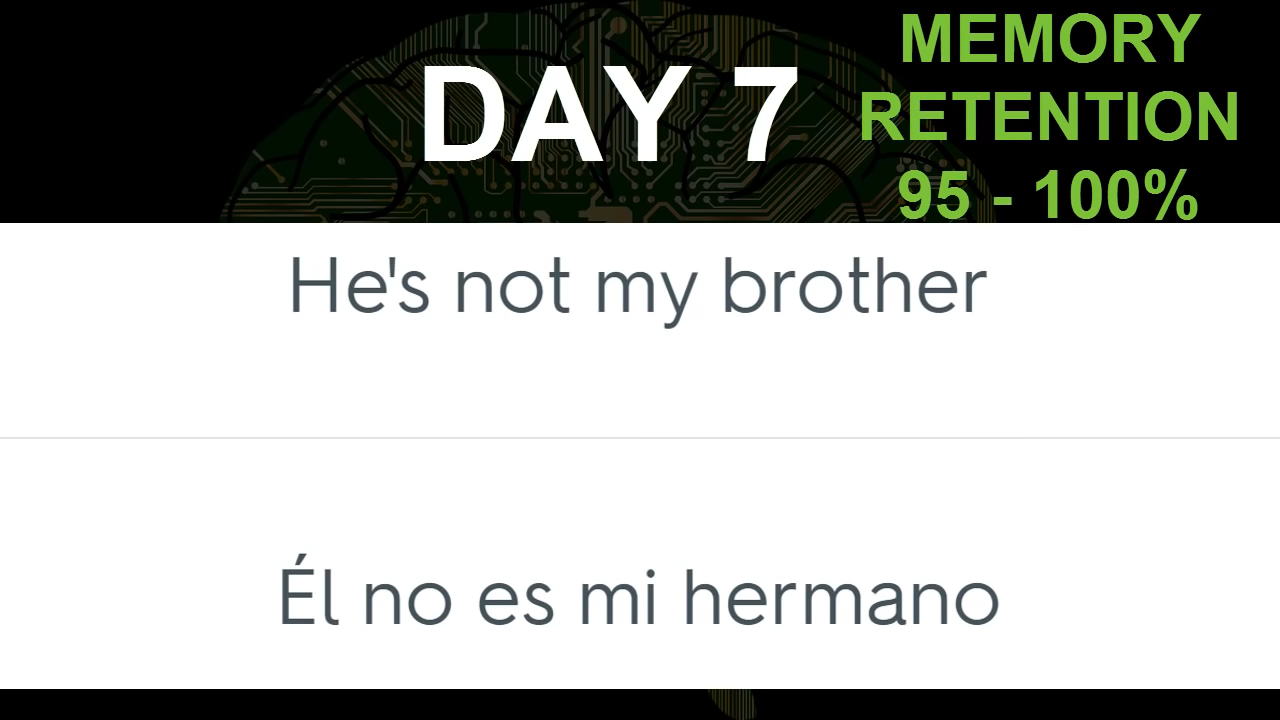 DAY 7
MEMORY
RETENTION
95 - 100%
He's not my brother
Él no es mi hermano